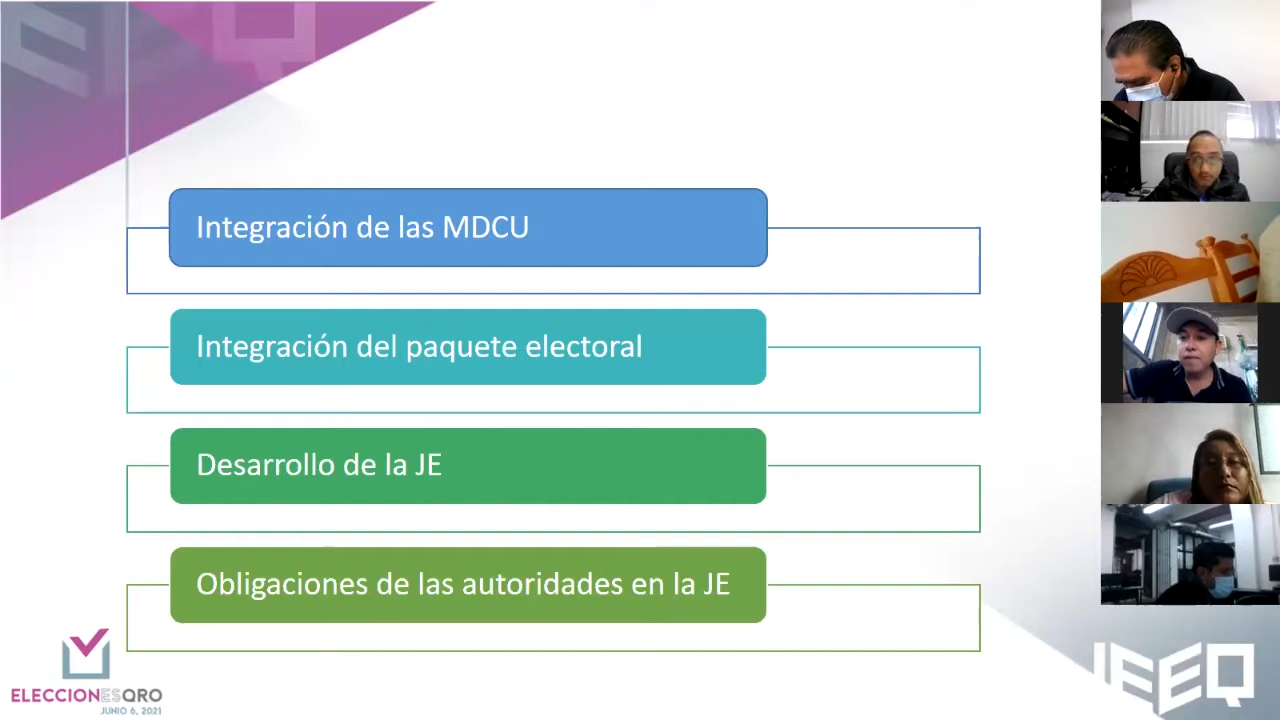 Integración de las MDCU
Integración del paquete electoral
Desarrollo de la JE
Obligaciones de las autoridades en la JE
ELECCIONESQRO
JUNIO 6, 2021
IEEQ